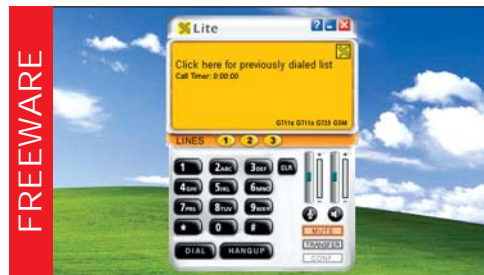 FREEWARE
Lite
Click here for previously dialed list
Call Timer: 0:00:00
G711u G711a G723 GSM
LINES 1 2 3
1 2ABC 3DEF CLR
4GHI 5JKL 6MNO
7PRS 8TUV 9WXY
* 0 #
MUTE
TRANSFER
DIAL HANGUP
CONF